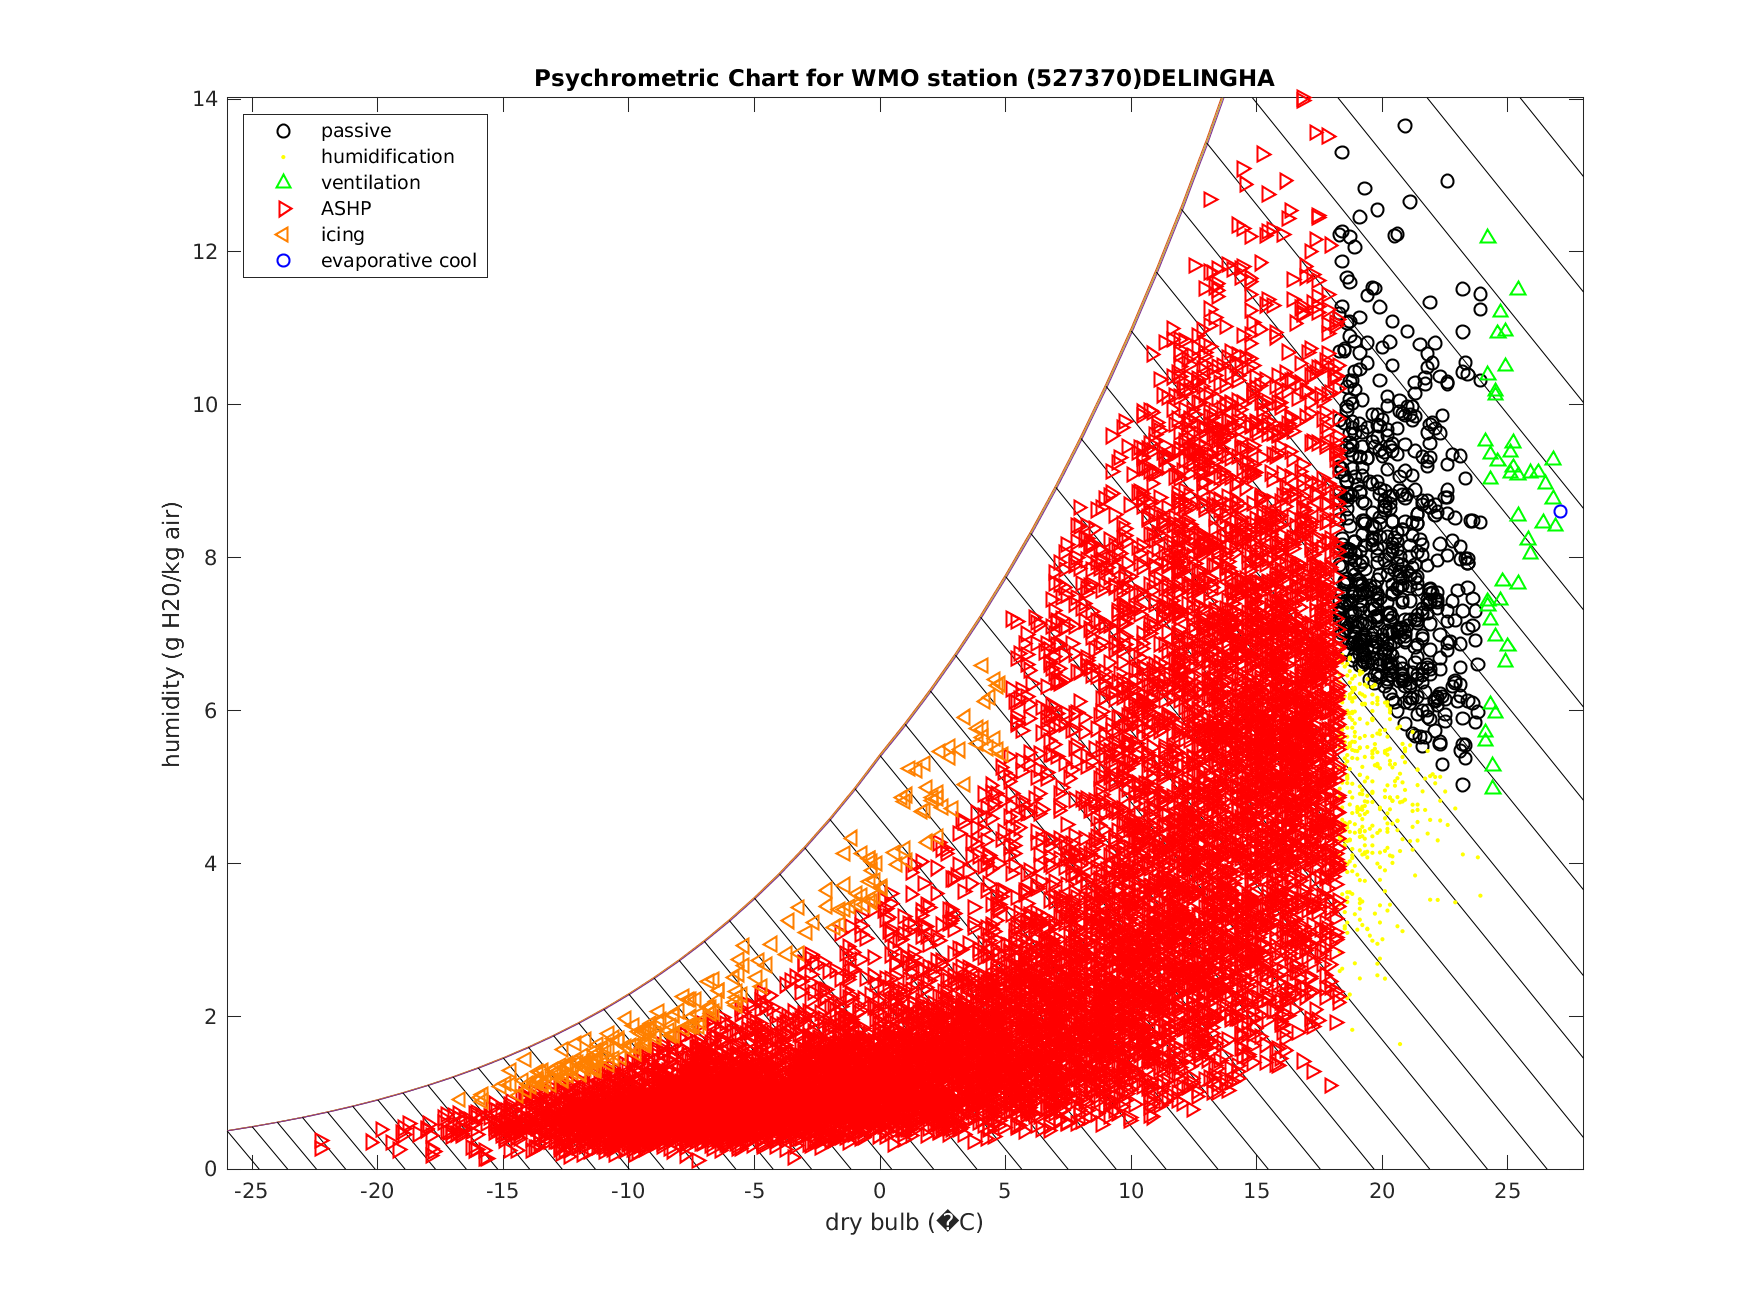 Psychrometric Chart for WMO station (527370)DELINGHA
14
12
10
8
6
4
2
0
humidity (g H20/kg air)
passive
humidification
ventilation
ASHP
icing
evaporative cool
-25 -20 -15 -10 -5 0 5 10 15 20 25
dry bulb (�C)